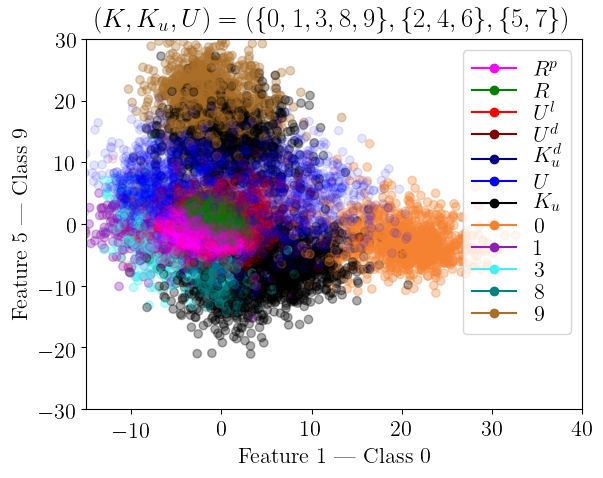 (K, K_u, U) = ({0, 1, 3, 8, 9}, {2, 4, 6}, {5, 7})
30
20
10
0
−10
−20
−30
Feature 5 — Class 9
R^p
R
U^l
U^d
K_u^d
U
K_u
0
1
3
8
9
−10 0 10 20 30 40
Feature 1 — Class 0